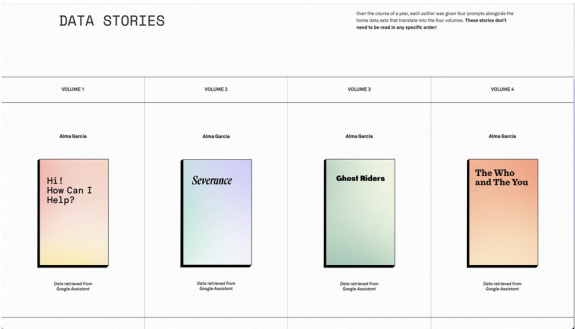 DATA STORIES
Over the course of a year, each author was given four prompts alongside the
home data sets that translate into the four volumes. These stories don't
need to be read in any specific order!
VOLUME 1
VOLUME 2
VOLUME 3
VOLUME 4
Alma Garcia
Alma Garcia
Alma Garcia
Alma Garcia
Hi!
How Can I
Help?
Severance
Ghost Riders
The Who
and The You
Data retrieved from
Google Assistant
Data retrieved from
Google Assistant
Data retrieved from
Google Assistant
Data retrieved from
Google Assistant